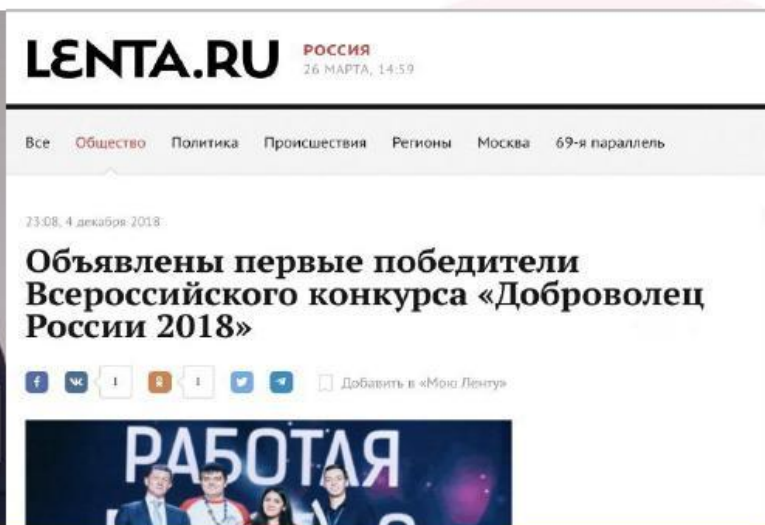 LENTA.RU
РОССИЯ
26 МАРТА, 14:59
Все Общество Политика Происшествия Регионы Москва 69-я параллель
23:08, 4 декабря 2018
Объявлены первые победители
Всероссийского конкурса «Доброволец
России 2018»
1 1 Добавить в «Мою Ленту»
РАБОТАЯ